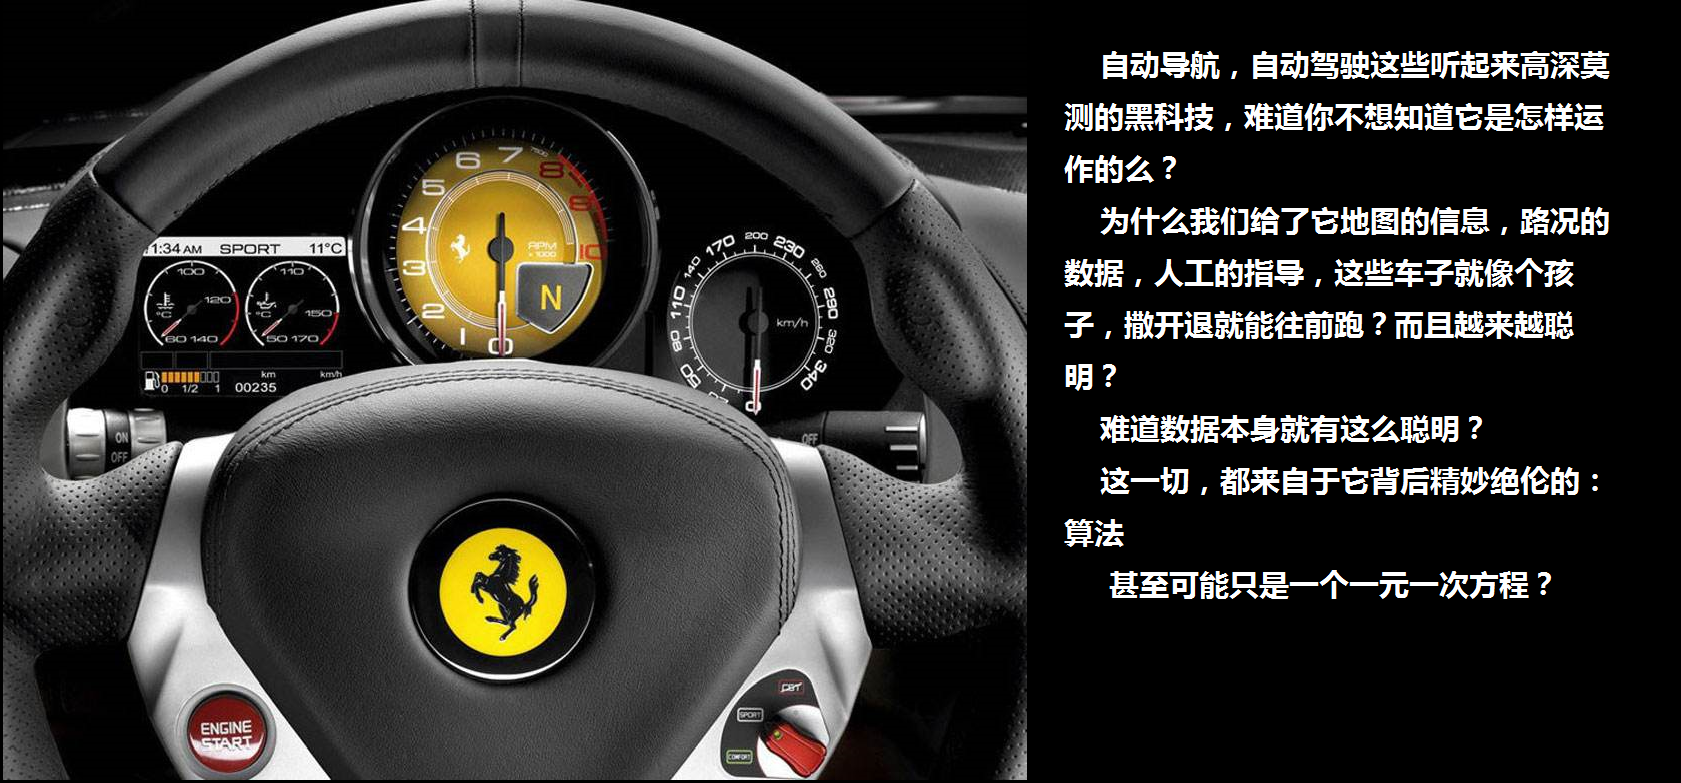 自动导航，自动驾驶这些听起来高深莫
测的黑科技，难道你不想知道它是怎样运
作的么？
为什么我们给了它地图的信息，路况的
数据，人工的指导，这些车子就像个孩
子，撒开退就能往前跑？而且越来越聪
明？
难道数据本身就有这么聪明？
这一切，都来自于它背后精妙绝伦的：
算法
甚至可能只是一个一元一次方程？
11:34 AM SPORT 11°C
100 120 60 140 °C
110 150 50 170 °C
km km/h
0 1/2 1 00235
0 1 2 3 4 5 6 7 7500 8 9 10
RPM x1000
N
0 60 80 110 140 170 200 230 260 290 320 340
km/h
ON
OFF
OFF
ENGINE
START
CST
SPORT
COMFORT